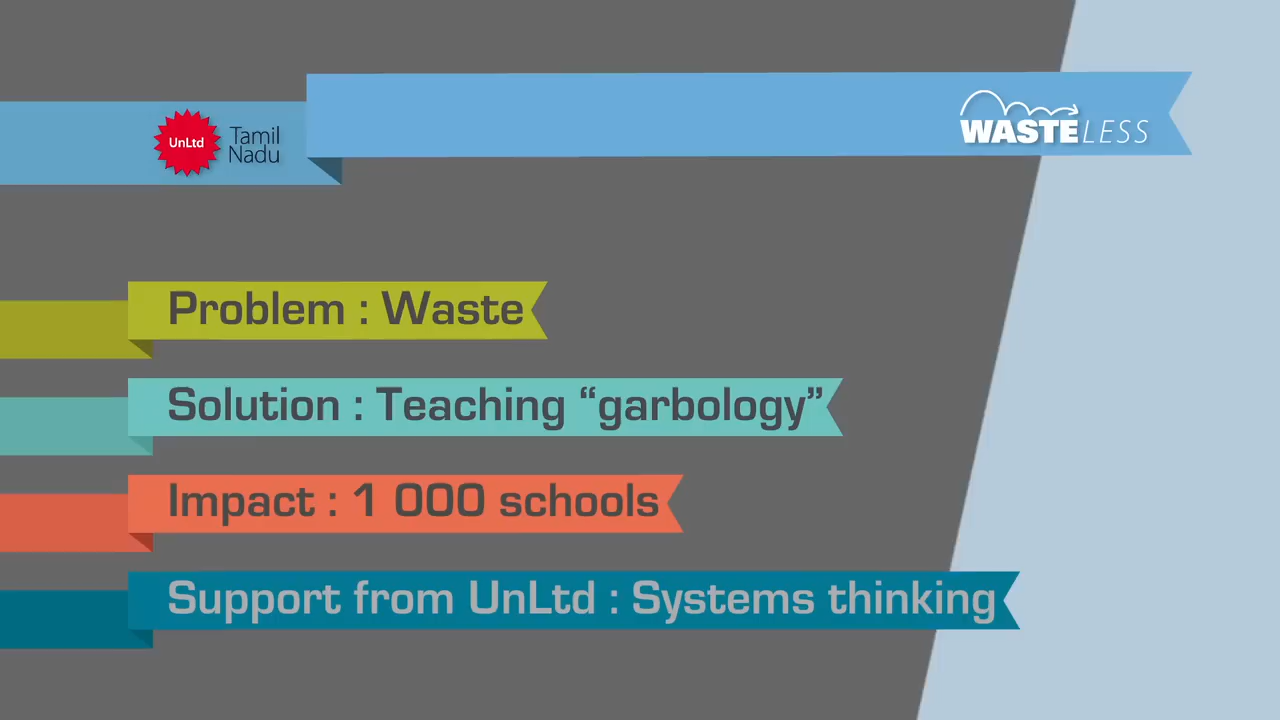 UnLtd
Tamil
Nadu
WASTELESS
Problem : Waste
Solution : Teaching “garbology”
Impact : 1 000 schools
Support from UnLtd : Systems thinking